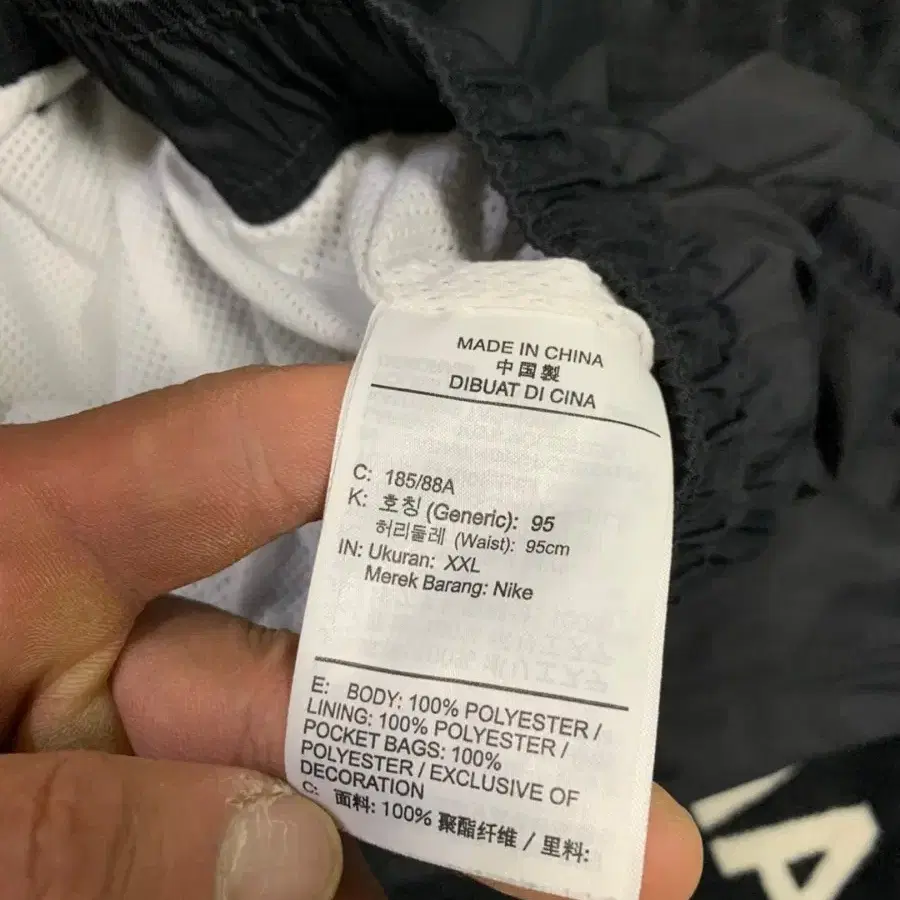 MADE IN CHINA
中国製
DIBUAT DI CINA
C: 185/88A
K: 호칭 (Generic): 95
허리둘레 (Waist): 95cm
IN: Ukuran: XXL
Merek Barang: Nike
E: BODY: 100% POLYESTER /
LINING: 100% POLYESTER /
POCKET BAGS: 100%
POLYESTER / EXCLUSIVE OF
DECORATION
C: 面料: 100% 聚酯纤维 / 里料: